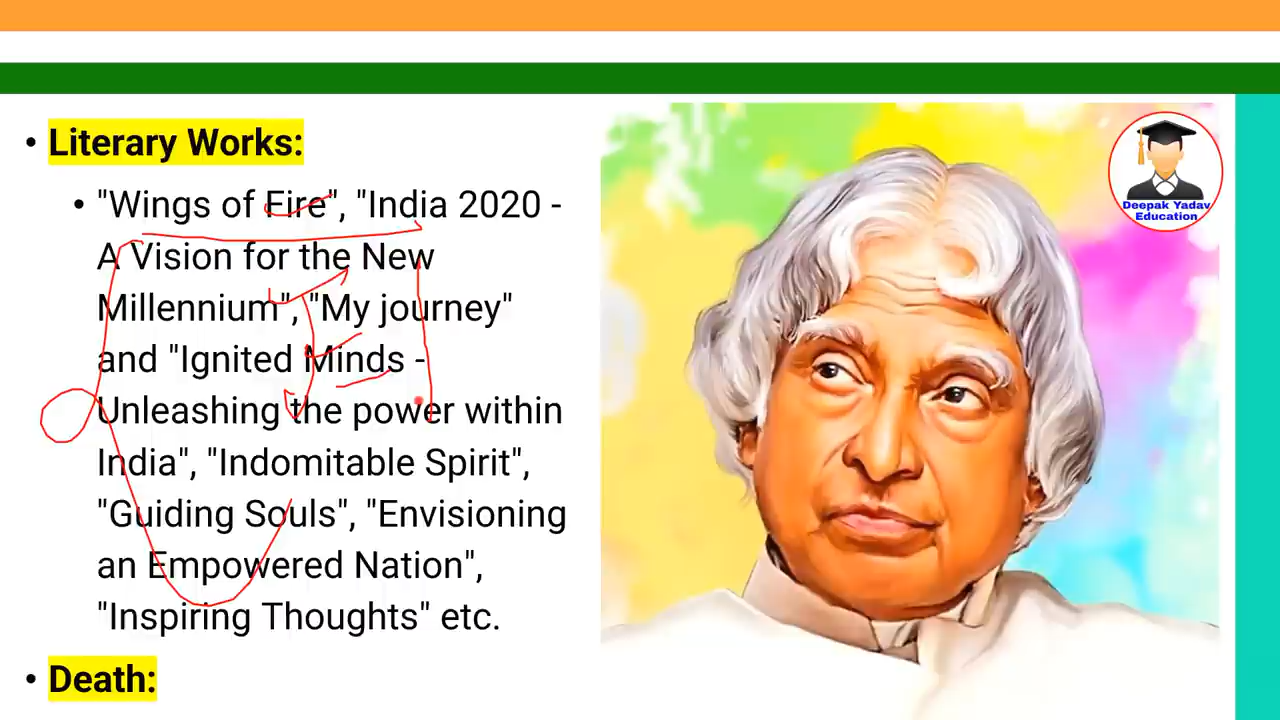 • Literary Works:
• "Wings of Fire", "India 2020 -
A Vision for the New
Millennium", "My journey"
and "Ignited Minds -
Unleashing the power within
India", "Indomitable Spirit",
"Guiding Souls", "Envisioning
an Empowered Nation",
"Inspiring Thoughts" etc.
• Death:
Deepak Yadav
Education